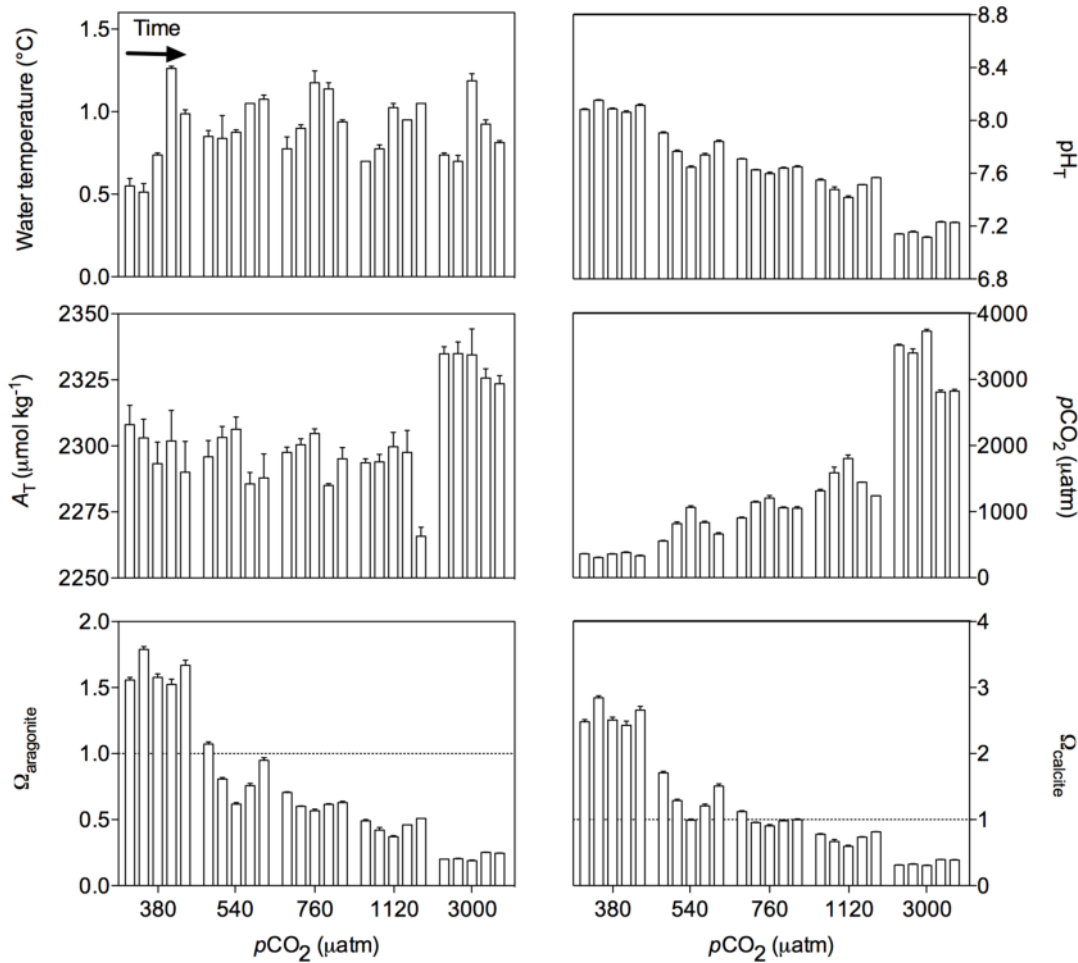 Time
Water temperature (°C)
1.5
1.0
0.5
0.0
8.8
8.4
8.0
7.6
7.2
6.8
pH_T
A_T (μmol kg⁻¹)
2350
2325
2300
2275
2250
4000
3000
2000
1000
0
pCO₂ (μatm)
Ω_aragonite
2.0
1.5
1.0
0.5
0.0
4
3
2
1
0
Ω_calcite
380 540 760 1120 3000
pCO₂ (μatm)
380 540 760 1120 3000
pCO₂ (μatm)